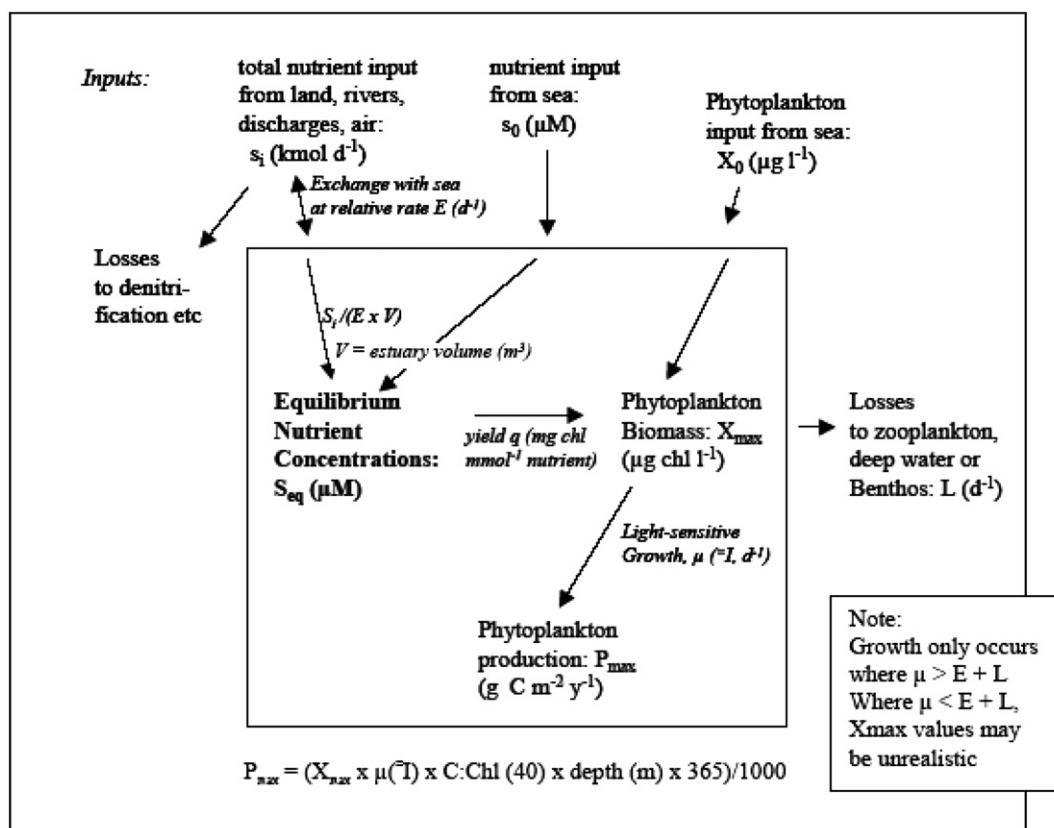 Inputs:
total nutrient input
from land, rivers,
discharges, air:
s_i (kmol d⁻¹)
nutrient input
from sea:
s₀ (µM)
Phytoplankton
input from sea:
X₀ (µg l⁻¹)
Exchange with sea
at relative rate E (d⁻¹)
Losses
to denitri-
fication etc
S_i/(E x V)
V = estuary volume (m³)
Equilibrium
Nutrient
Concentrations:
S_eq (µM)
yield q (mg chl
mmol⁻¹ nutrient)
Phytoplankton
Biomass: X_max
(µg chl l⁻¹)
Losses
to zooplankton,
deep water or
Benthos: L (d⁻¹)
Light-sensitive
Growth, µ (⁼I, d⁻¹)
Phytoplankton
production: P_max
(g C m⁻² y⁻¹)
Note:
Growth only occurs
where µ > E + L
Where µ < E + L,
Xmax values may
be unrealistic
P_max = (X_max x µ(⁼I) x C:Chl (40) x depth (m) x 365)/1000